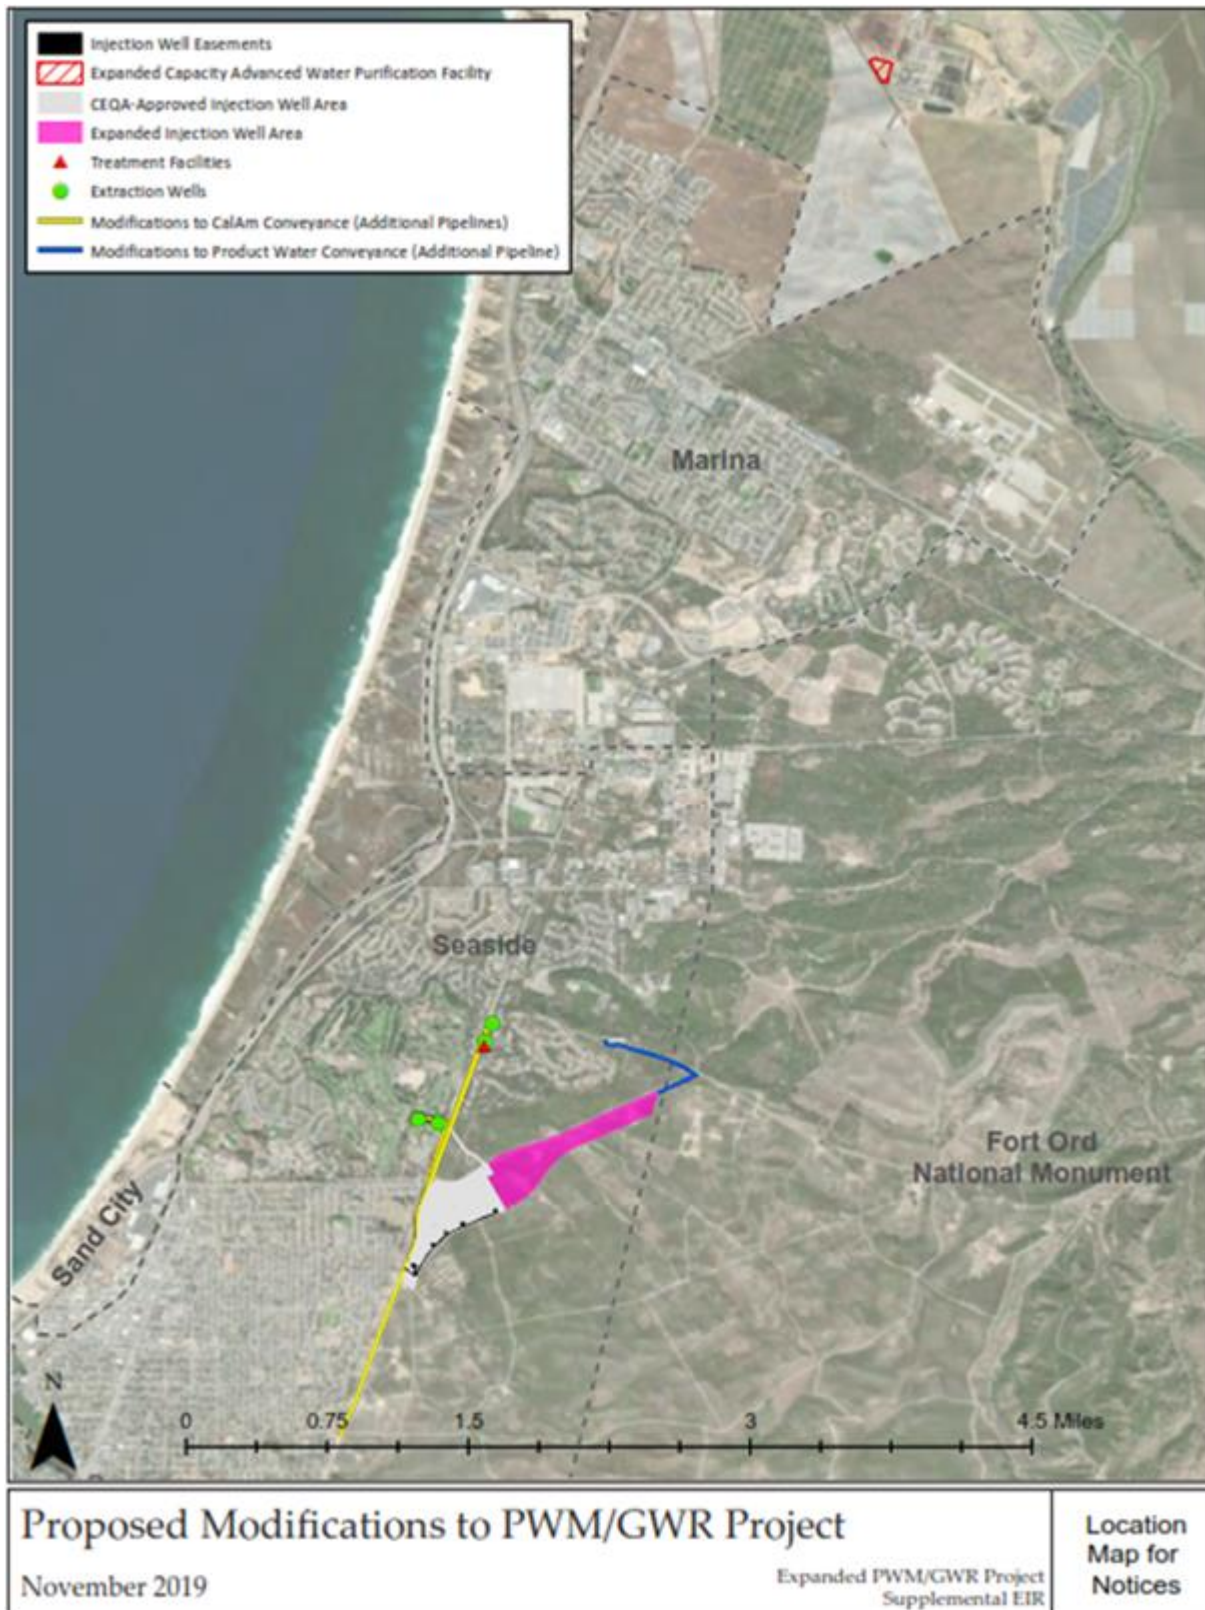 Injection Well Easements
Expanded Capacity Advanced Water Purification Facility
CEQA-Approved Injection Well Area
Expanded Injection Well Area
Treatment Facilities
Extraction Wells
Modifications to CalAm Conveyance (Additional Pipelines)
Modifications to Product Water Conveyance (Additional Pipeline)
Marina
Seaside
Fort Ord
National Monument
Sand City
N
0 0.75 1.5 3 4.5 Miles
Proposed Modifications to PWM/GWR Project
November 2019
Expanded PWM/GWR Project
Supplemental EIR
Location
Map for
Notices